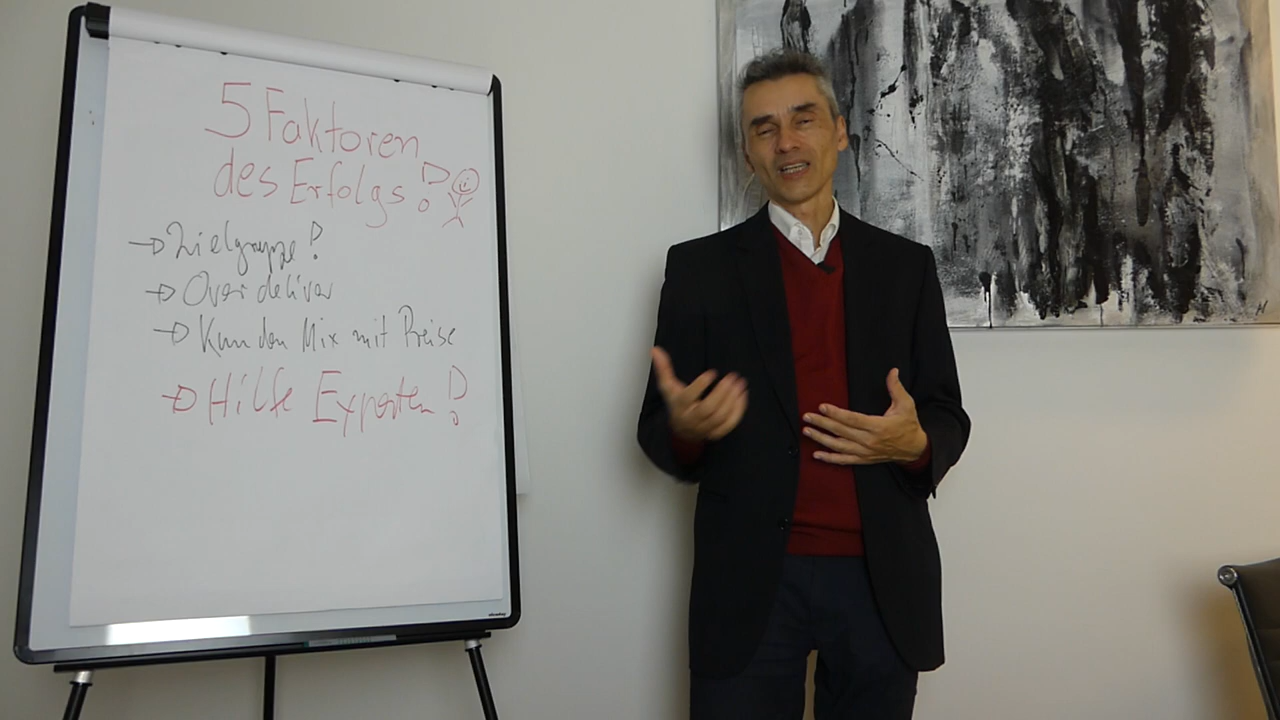 5 Faktoren
des Erfolgs!
→ Zielgruppe!
→ Over deliver
→ Kunden Mix mit Preise
→ Hilfe Experten!